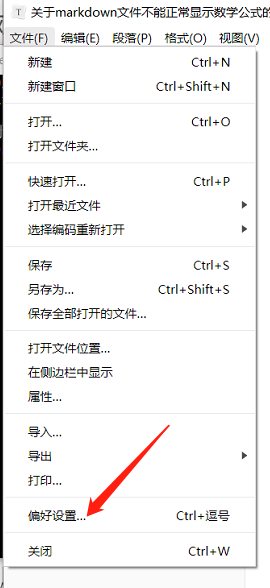 T 关于markdown文件不能正常显示数学公式的
文件(F) 编辑(E) 段落(P) 格式(O) 视图(V)
新建 Ctrl+N
新建窗口 Ctrl+Shift+N
打开... Ctrl+O
打开文件夹...
快速打开... Ctrl+P
打开最近文件
选择编码重新打开
保存 Ctrl+S
另存为... Ctrl+Shift+S
保存全部打开的文件...
打开文件位置...
在侧边栏中显示
属性...
导入...
导出
打印...
偏好设置... Ctrl+逗号
关闭 Ctrl+W